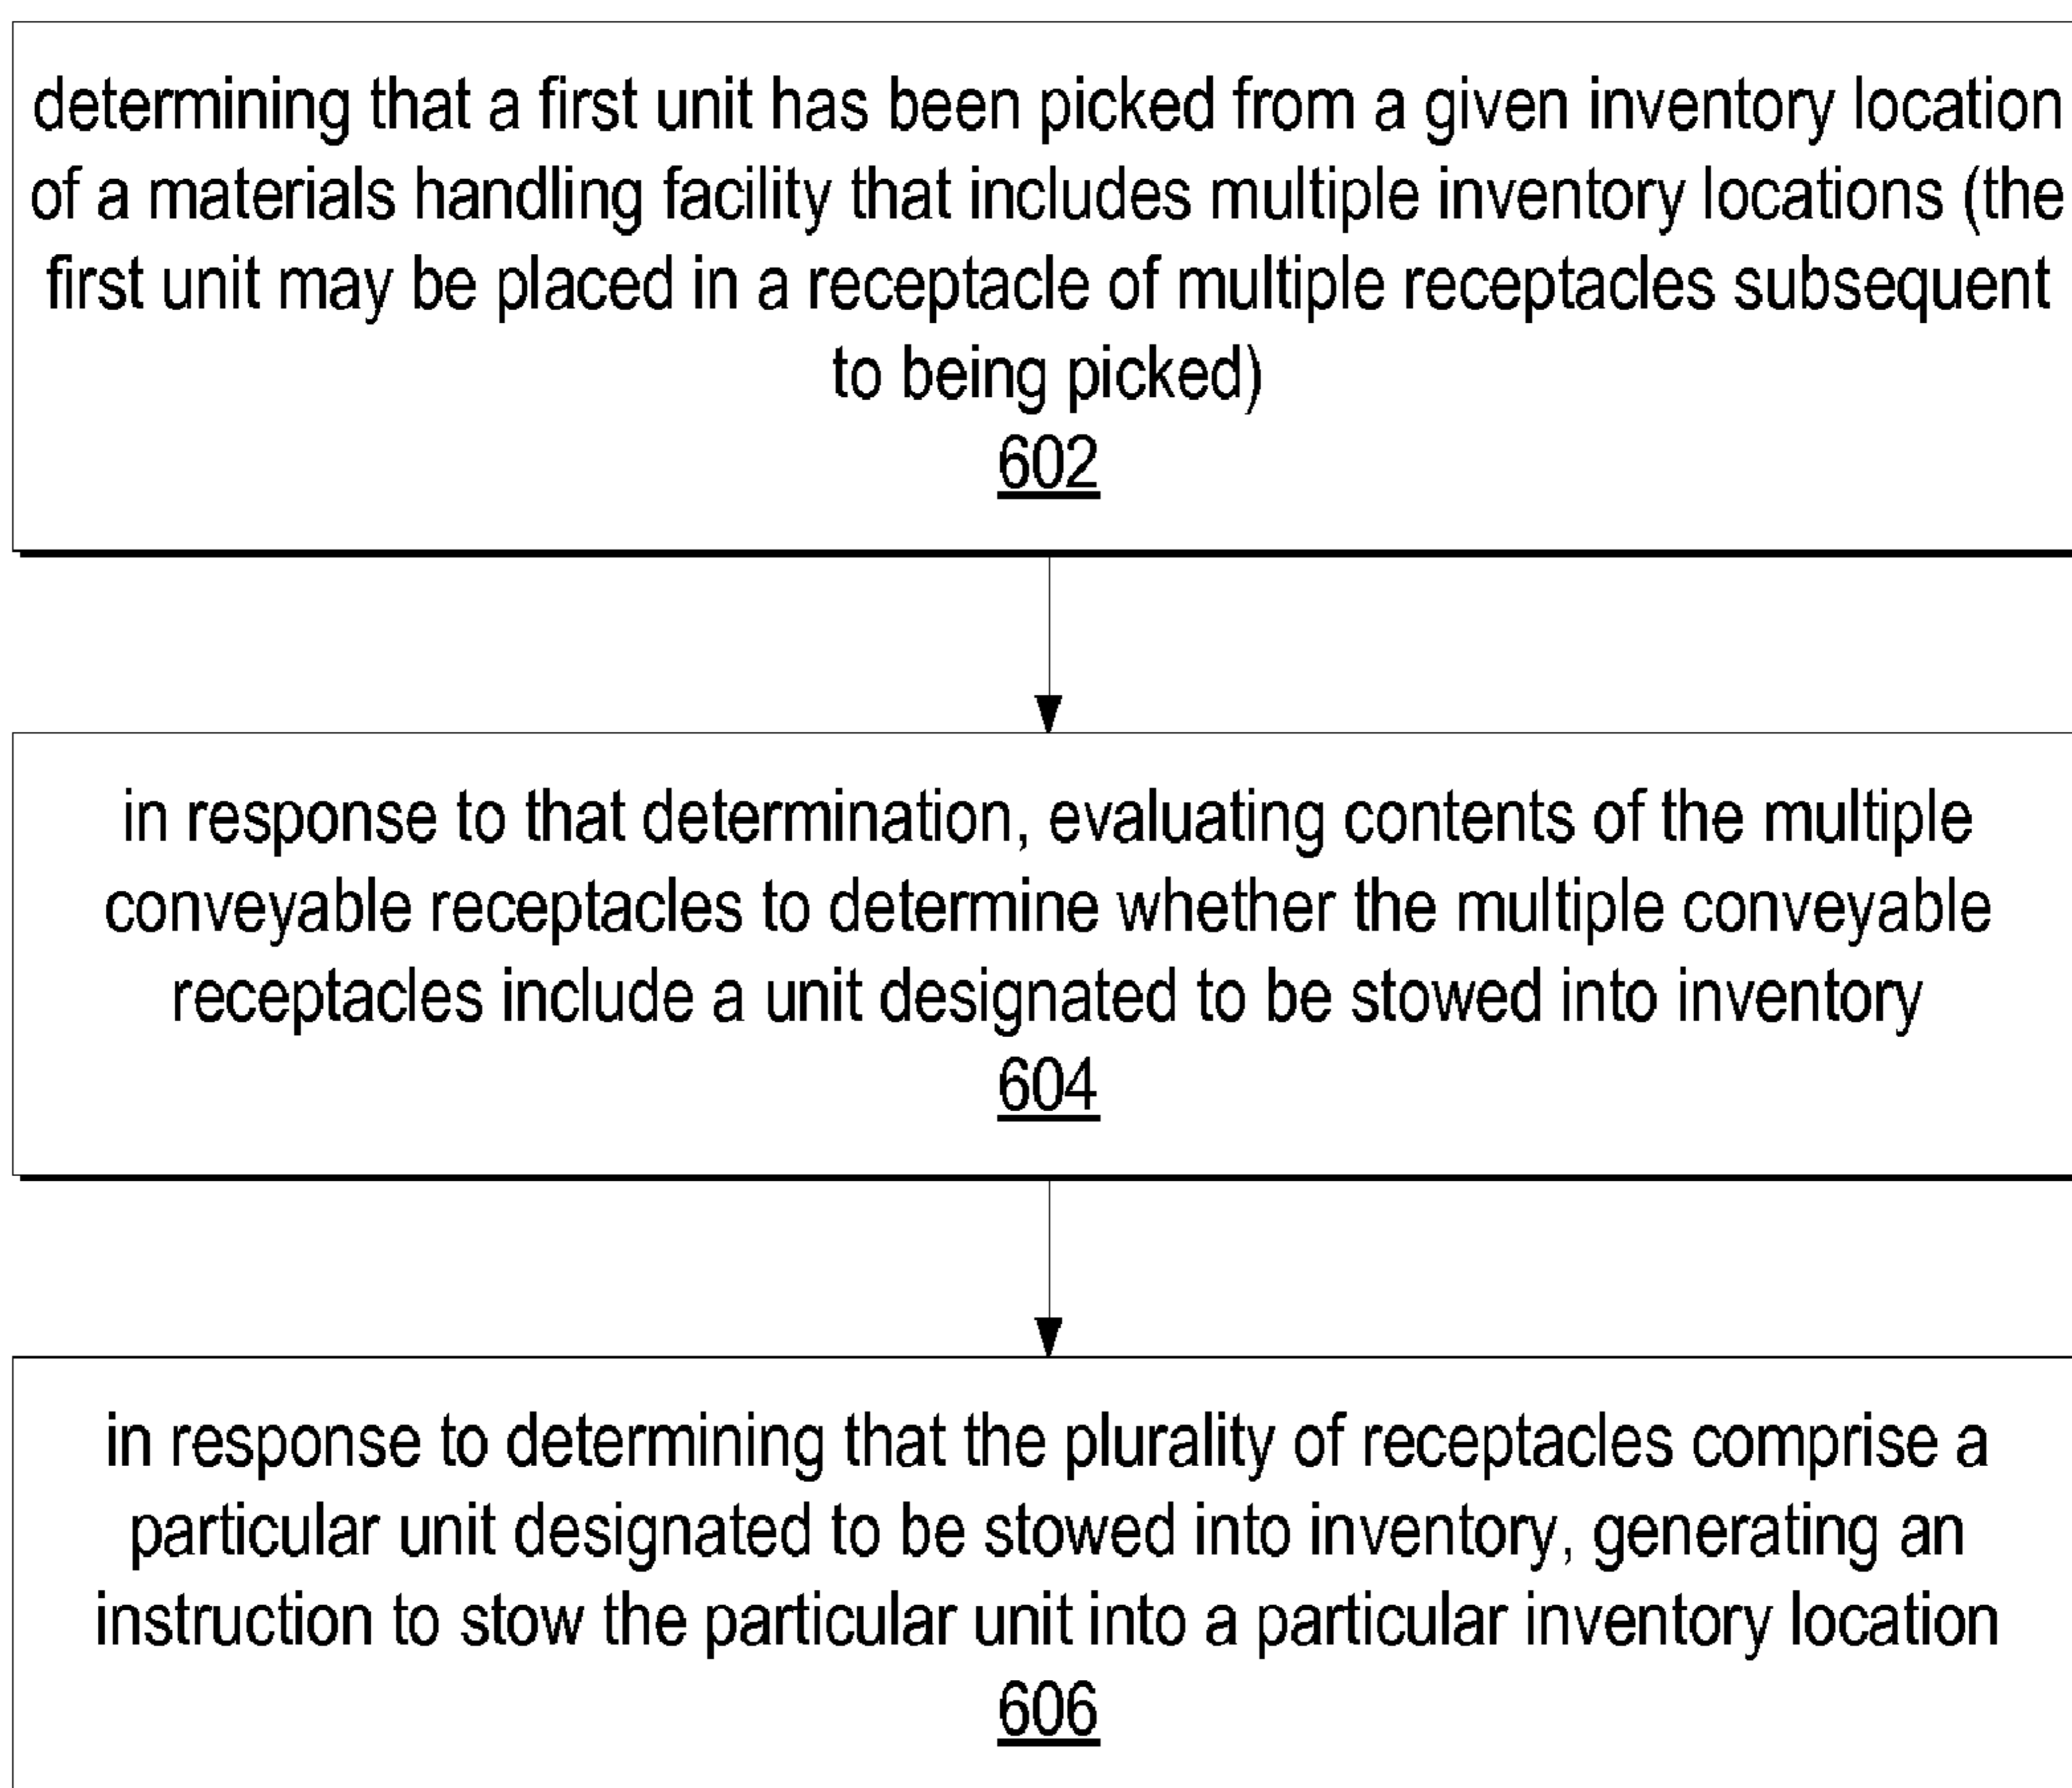 determining that a first unit has been picked from a given inventory location
of a materials handling facility that includes multiple inventory locations (the
first unit may be placed in a receptacle of multiple receptacles subsequent
to being picked)
602
in response to that determination, evaluating contents of the multiple
conveyable receptacles to determine whether the multiple conveyable
receptacles include a unit designated to be stowed into inventory
604
in response to determining that the plurality of receptacles comprise a
particular unit designated to be stowed into inventory, generating an
instruction to stow the particular unit into a particular inventory location
606